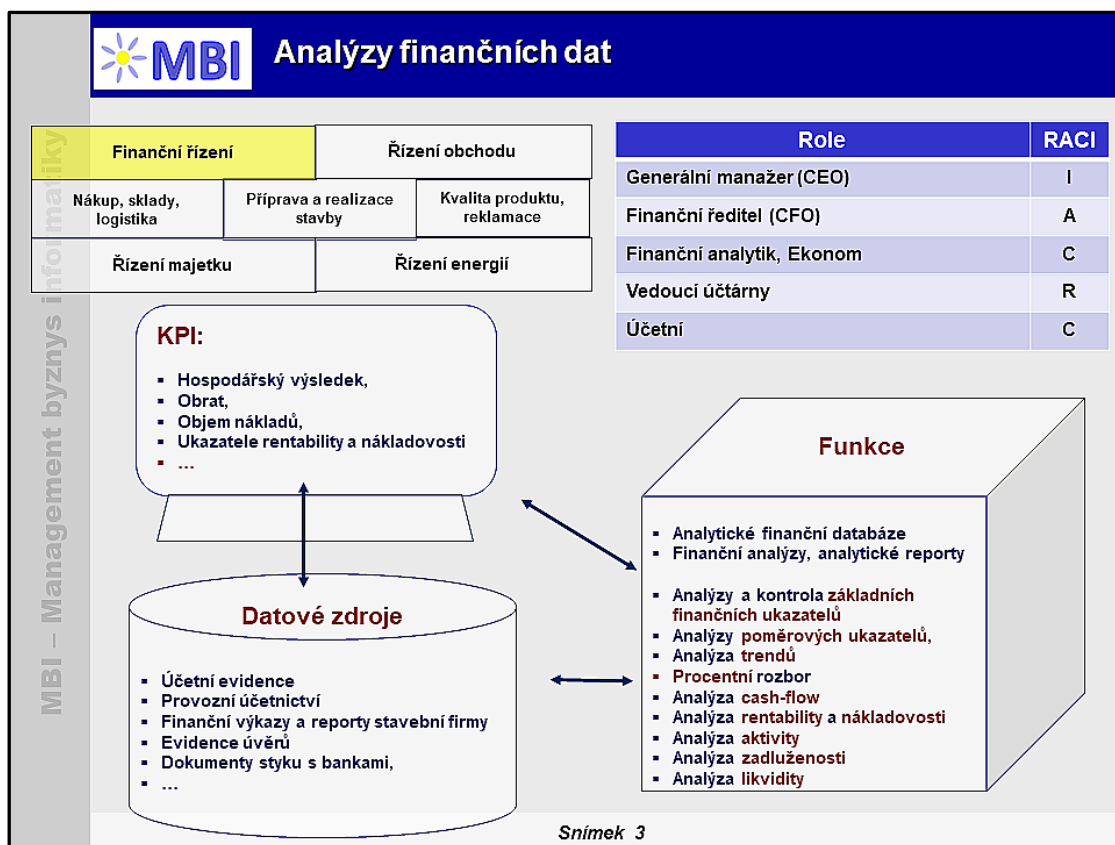 MBI
Analýzy finančních dat
MBI – Management byznys informatiky
Finanční řízení
Řízení obchodu
Nákup, sklady,
logistika
Příprava a realizace
stavby
Kvalita produktu,
reklamace
Řízení majetku
Řízení energií
Role RACI
Generální manažer (CEO) I
Finanční ředitel (CFO) A
Finanční analytik, Ekonom C
Vedoucí účtárny R
Účetní C
KPI:
▪ Hospodářský výsledek,
▪ Obrat,
▪ Objem nákladů,
▪ Ukazatele rentability a nákladovosti
▪ ...
Datové zdroje
▪ Účetní evidence
▪ Provozní účetnictví
▪ Finanční výkazy a reporty stavební firmy
▪ Evidence úvěrů
▪ Dokumenty styku s bankami,
▪ ...
Funkce
▪ Analytické finanční databáze
▪ Finanční analýzy, analytické reporty
▪ Analýzy a kontrola základních
finančních ukazatelů
▪ Analýzy poměrových ukazatelů,
▪ Analýza trendů
▪ Procentní rozbor
▪ Analýza cash-flow
▪ Analýza rentability a nákladovosti
▪ Analýza aktivity
▪ Analýza zadluženosti
▪ Analýza likvidity
Snímek 3